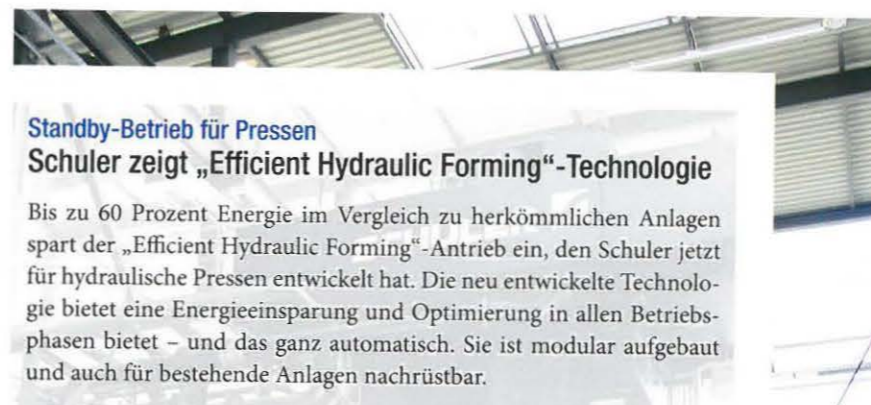 Standby-Betrieb für Pressen
Schuler zeigt „Efficient Hydraulic Forming“-Technologie
Bis zu 60 Prozent Energie im Vergleich zu herkömmlichen Anlagen
spart der „Efficient Hydraulic Forming“-Antrieb ein, den Schuler jetzt
für hydraulische Pressen entwickelt hat. Die neu entwickelte Technolo-
gie bietet eine Energieeinsparung und Optimierung in allen Betriebs-
phasen bietet – und das ganz automatisch. Sie ist modular aufgebaut
und auch für bestehende Anlagen nachrüstbar.